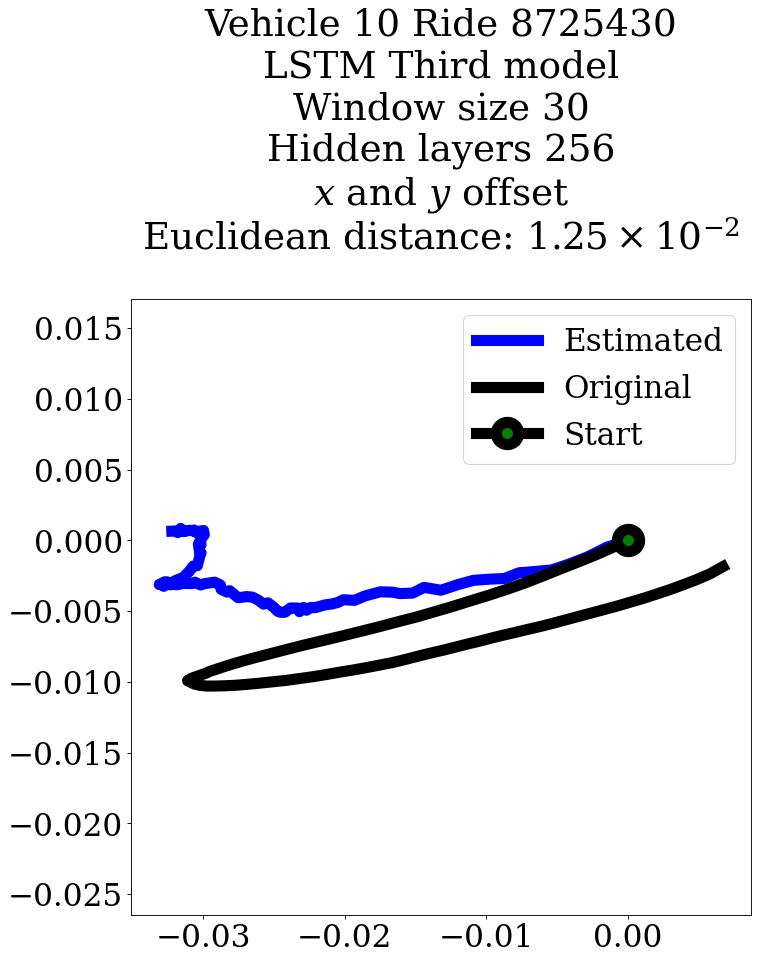 Vehicle 10 Ride 8725430
LSTM Third model
Window size 30
Hidden layers 256
x and y offset
Euclidean distance: 1.25 × 10⁻²
Estimated
Original
Start
0.015
0.010
0.005
0.000
−0.005
−0.010
−0.015
−0.020
−0.025
−0.03 −0.02 −0.01 0.00